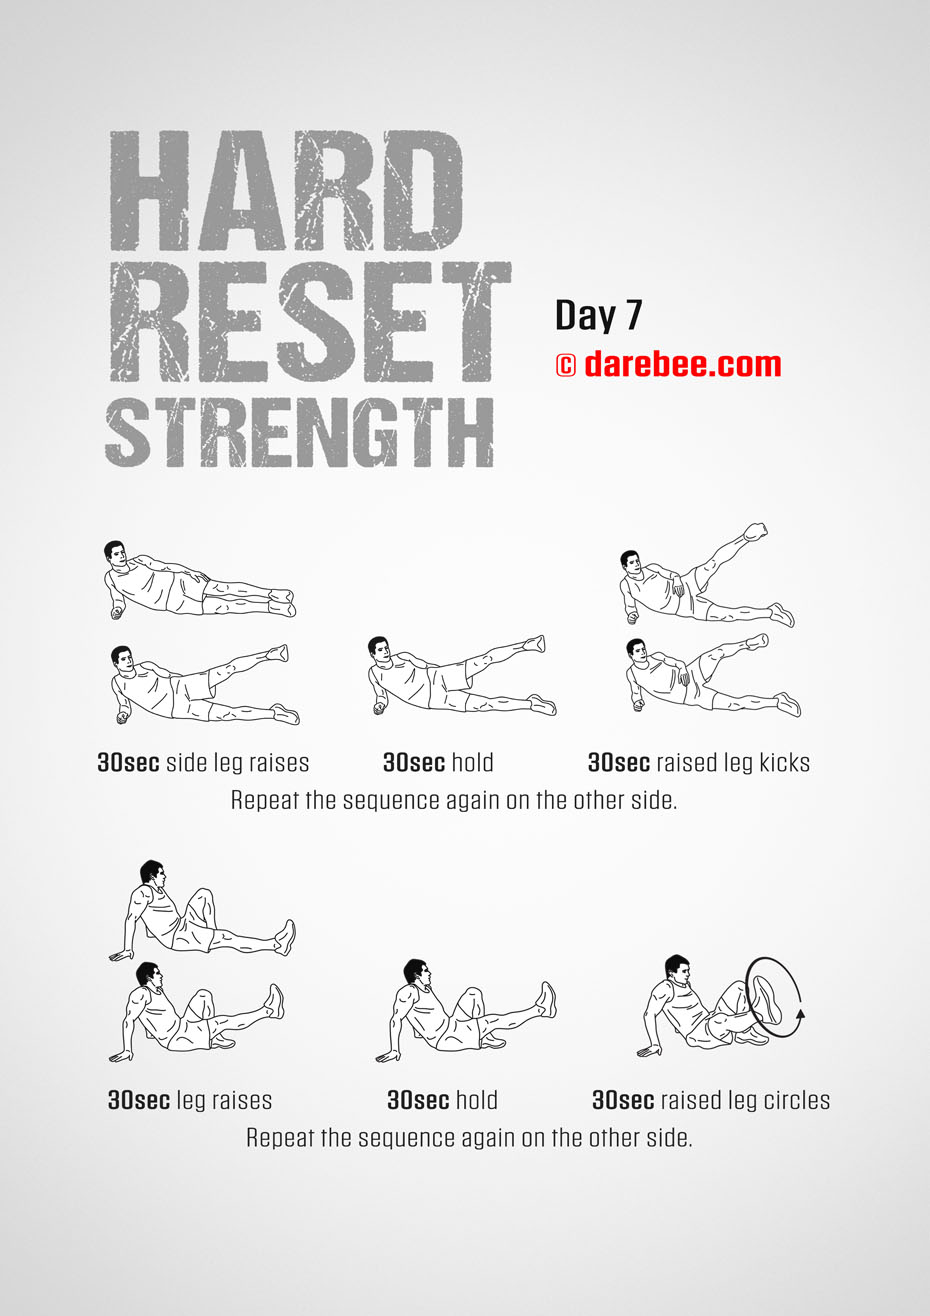 HARD
RESET
STRENGTH
Day 7
© darebee.com
30sec side leg raises
30sec hold
30sec raised leg kicks
Repeat the sequence again on the other side.
30sec leg raises
30sec hold
30sec raised leg circles
Repeat the sequence again on the other side.